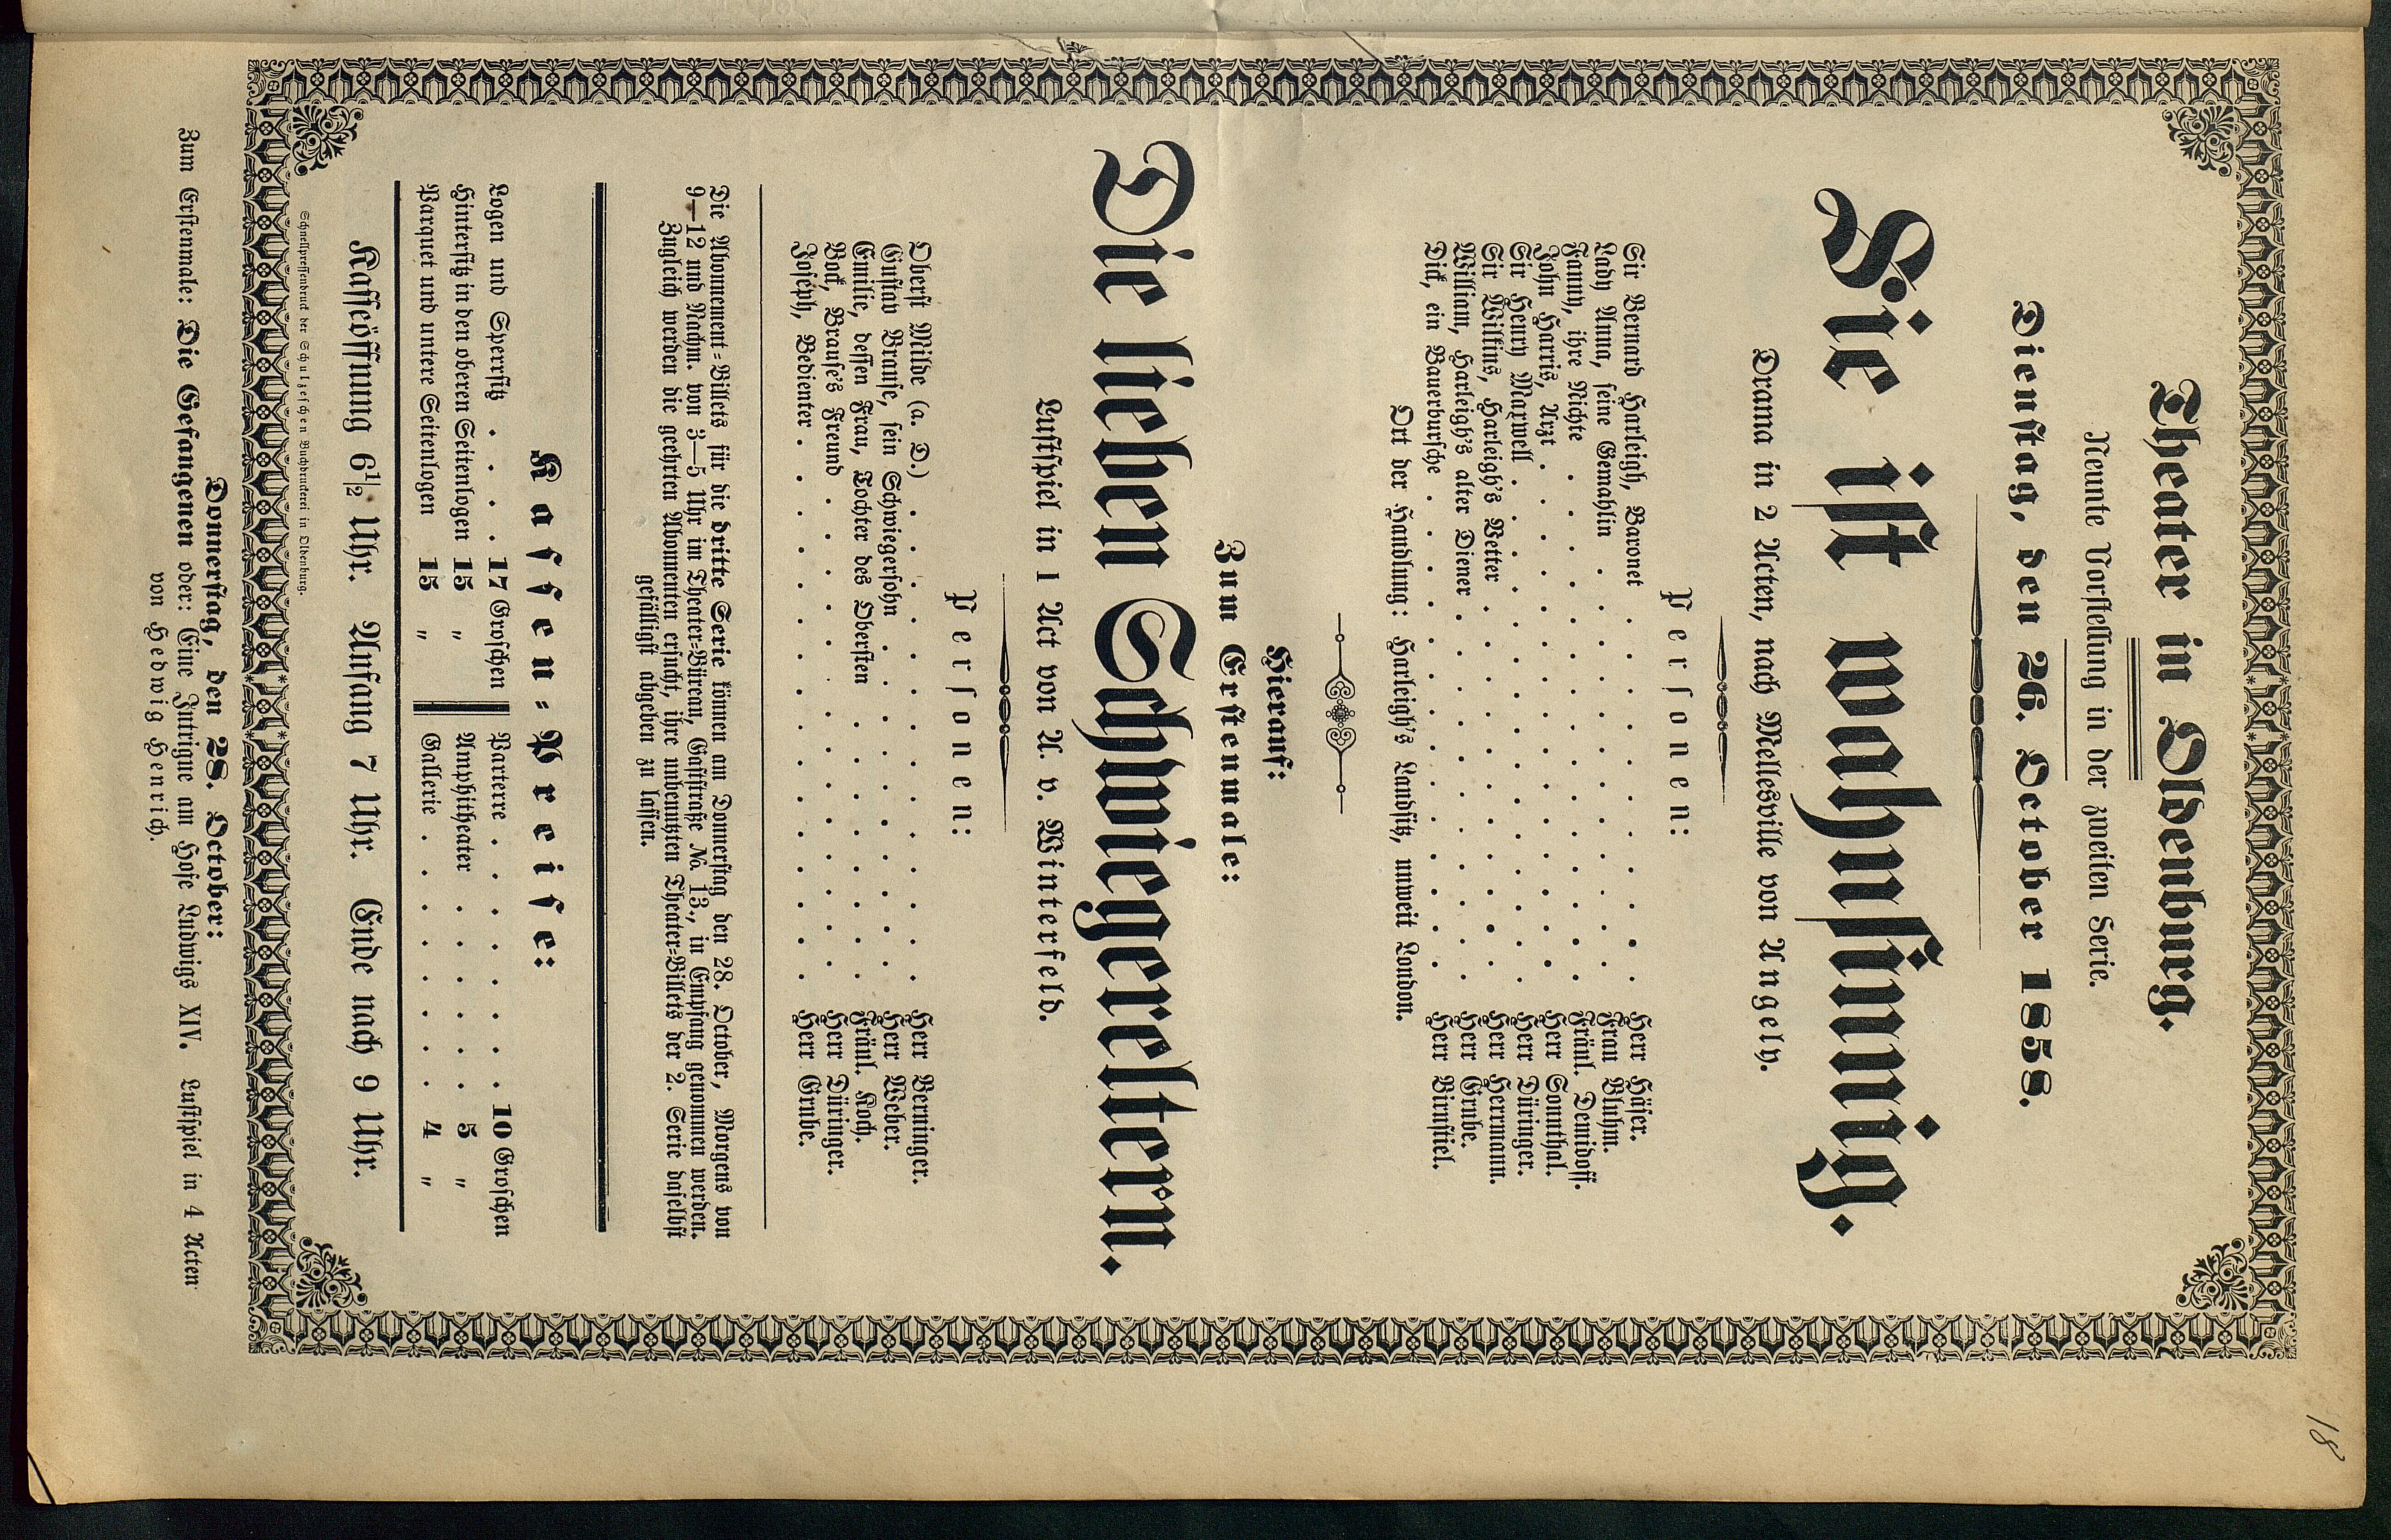 18
Theater in Oldenburg.
Neunte Vorstellung in der zweiten Serie.
Dienstag, den 26. October 1858.
Sie ist wahnsinnig.
Drama in 2 Acten, nach Mellesville von Angely.
Personen:
Sir Bernard Harleigh, Baronet . . . . . . Herr Häser.
Lady Anna, seine Gemahlin . . . . . . Frau Bluhm.
Fanny, ihre Nichte . . . . . . . . Fräul. Demidoff.
John Harris, Arzt . . . . . . . . Herr Sonnthal.
Sir Henry Maxwell . . . . . . . . Herr Düringer.
Sir Wilkins, Harleigh's Vetter . . . . . . Herr Herrmann.
William, Harleigh's alter Diener . . . . . . Herr Grube.
Dick, ein Bauerbursche . . . . . . . . Herr Birnstiel.
Ort der Handlung: Harleigh's Landsitz, unweit London.
Hierauf:
Zum Erstenmale:
Die lieben Schwiegereltern.
Lustspiel in 1 Act von A. v. Winterfeld.
Personen:
Oberst Milde (a. D.) . . . . . . . . Herr Berninger.
Gustav Brause, sein Schwiegersohn . . . . . . Herr Weber.
Emilie, dessen Frau, Tochter des Obersten . . . . Fräul. Koch.
Bock, Brause's Freund . . . . . . . . Herr Düringer.
Joseph, Bedienter . . . . . . . . Herr Grube.
Die Abonnement-Billets für die dritte Serie können am Donnerstag den 28. October, Morgens von
9—12 und Nachm. von 3—5 Uhr im Theater-Büreau, Gaststraße No. 13., in Empfang genommen werden.
Zugleich werden die geehrten Abonnenten ersucht, ihre unbenutzten Theater-Billets der 2. Serie daselbst
gefälligst abgeben zu lassen.
Kassen-Preise:
Logen und Sperrsitz . . . . 17 Groschen
Hintersitz in den oberen Seitenlogen 15 "
Parquet und untere Seitenlogen 15 "
Parterre . . . . . . . . 10 Groschen
Amphitheater . . . . . . 5 "
Gallerie . . . . . . . . 4 "
Kasseöffnung 6½ Uhr. Anfang 7 Uhr. Ende nach 9 Uhr.
Schnellpressendruck der Schulzeschen Buchdruckerei in Oldenburg.
Donnerstag, den 28. October:
Zum Erstenmale: Die Gefangenen oder: Eine Intrigue am Hofe Ludwigs XIV. Lustspiel in 4 Acten
von Hedwig Henrich.